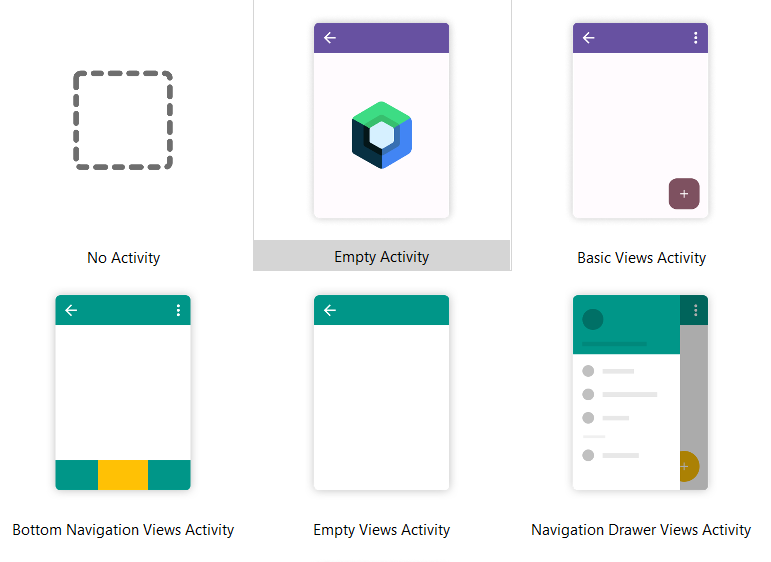 No Activity
Empty Activity
Basic Views Activity
Bottom Navigation Views Activity
Empty Views Activity
Navigation Drawer Views Activity